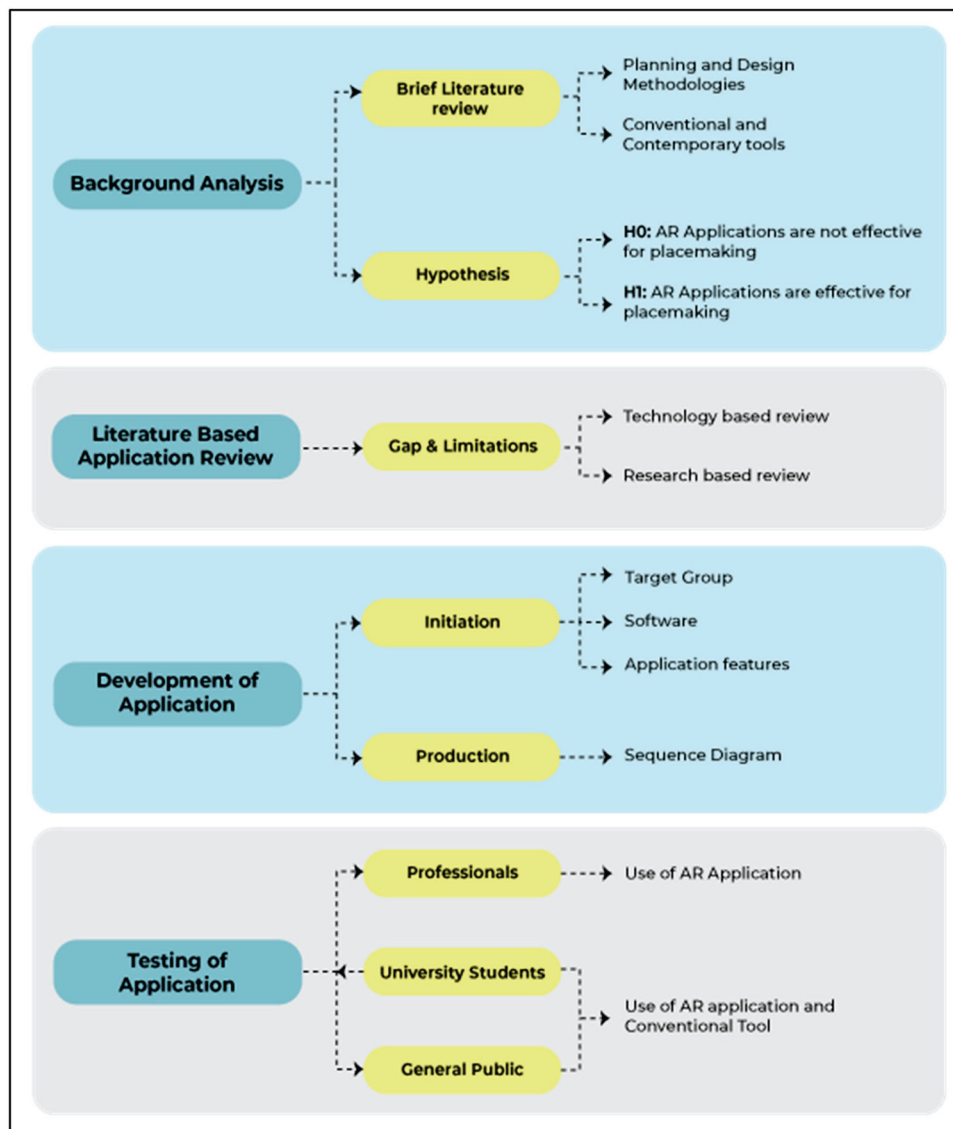 Background Analysis
Brief Literature
review
Planning and Design
Methodologies
Conventional and
Contemporary tools
Hypothesis
H0: AR Applications are not effective
for placemaking
H1: AR Applications are effective for
placemaking
Literature Based
Application Review
Gap & Limitations
Technology based review
Research based review
Development of
Application
Initiation
Target Group
Software
Application features
Production
Sequence Diagram
Testing of
Application
Professionals
Use of AR Application
University Students
General Public
Use of AR application and
Conventional Tool